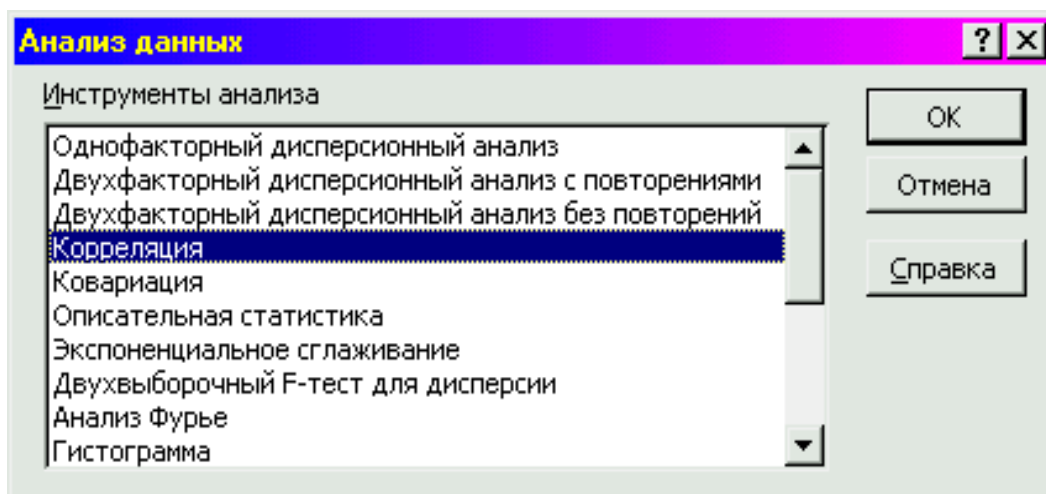 Анализ данных
Инструменты анализа
Однофакторный дисперсионный анализ
Двухфакторный дисперсионный анализ с повторениями
Двухфакторный дисперсионный анализ без повторений
Корреляция
Ковариация
Описательная статистика
Экспоненциальное сглаживание
Двухвыборочный F-тест для дисперсии
Анализ Фурье
Гистограмма
OK
Отмена
Справка